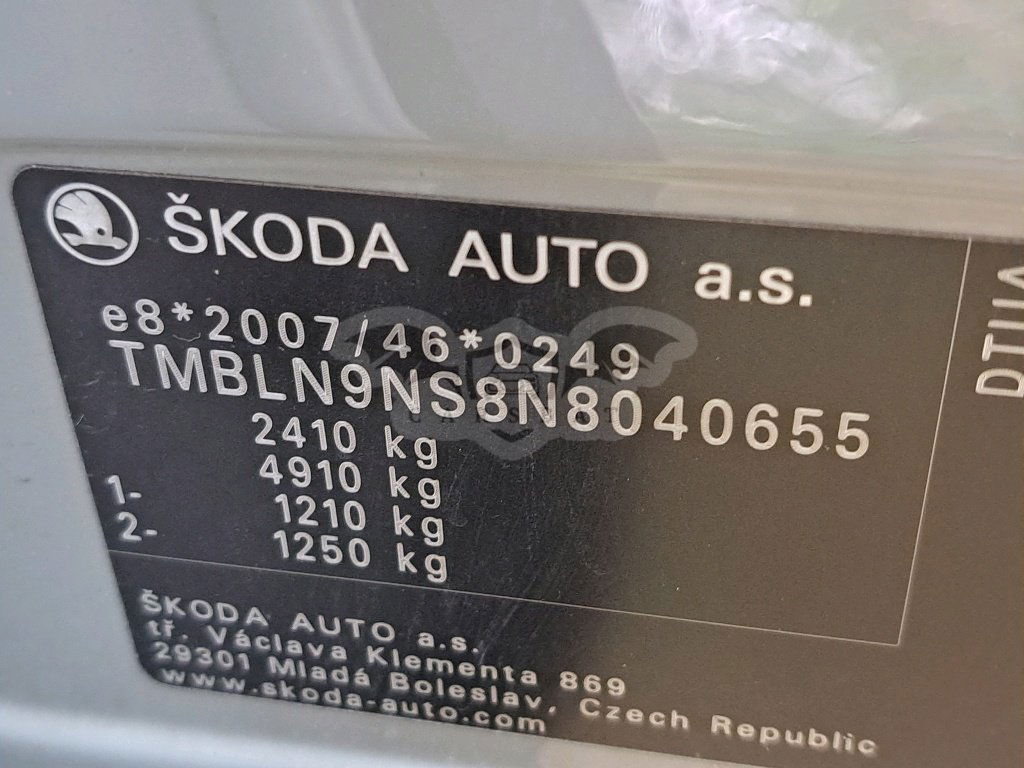 ŠKODA AUTO a.s.
e8*2007/46*0249
TMBLN9NS8N8040655
2410 kg
4910 kg
1- 1210 kg
2- 1250 kg
ŠKODA AUTO a.s.
tř. Václava Klementa 869
29301 Mladá Boleslav, Czech Republic
www.skoda-auto.com